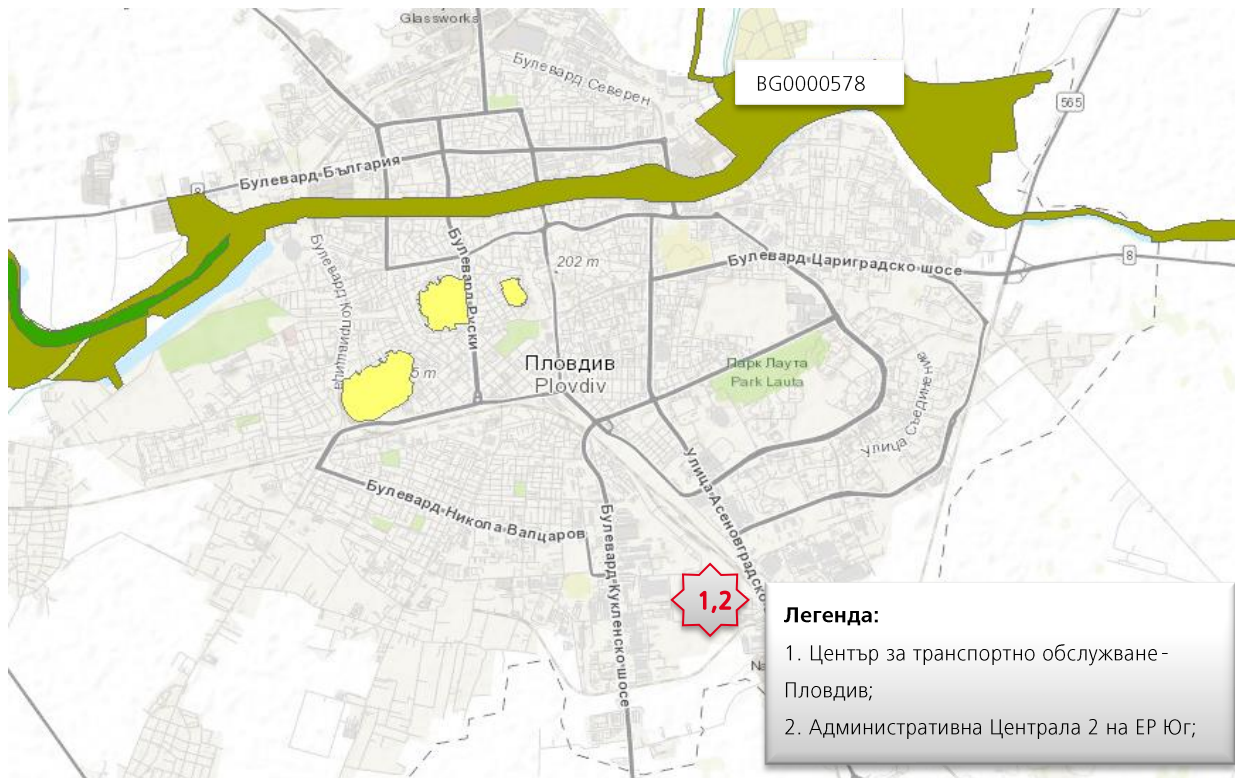 Glassworks
Булевард Северен
BG0000578
565
Булевард България
8
Булевард Копривщица
Булевард Руски
202 m
Булевард Цариградско шосе
8
5 m
Пловдив
Plovdiv
Парк Лаута
Park Lauta
Улица Съединение
Булевард Никола Вапцаров
Улица Асеновградско
Булевард Кукленско шосе
1,2
Na
Легенда:
1. Център за транспортно обслужване-
Пловдив;
2. Административна Централа 2 на ЕР Юг;